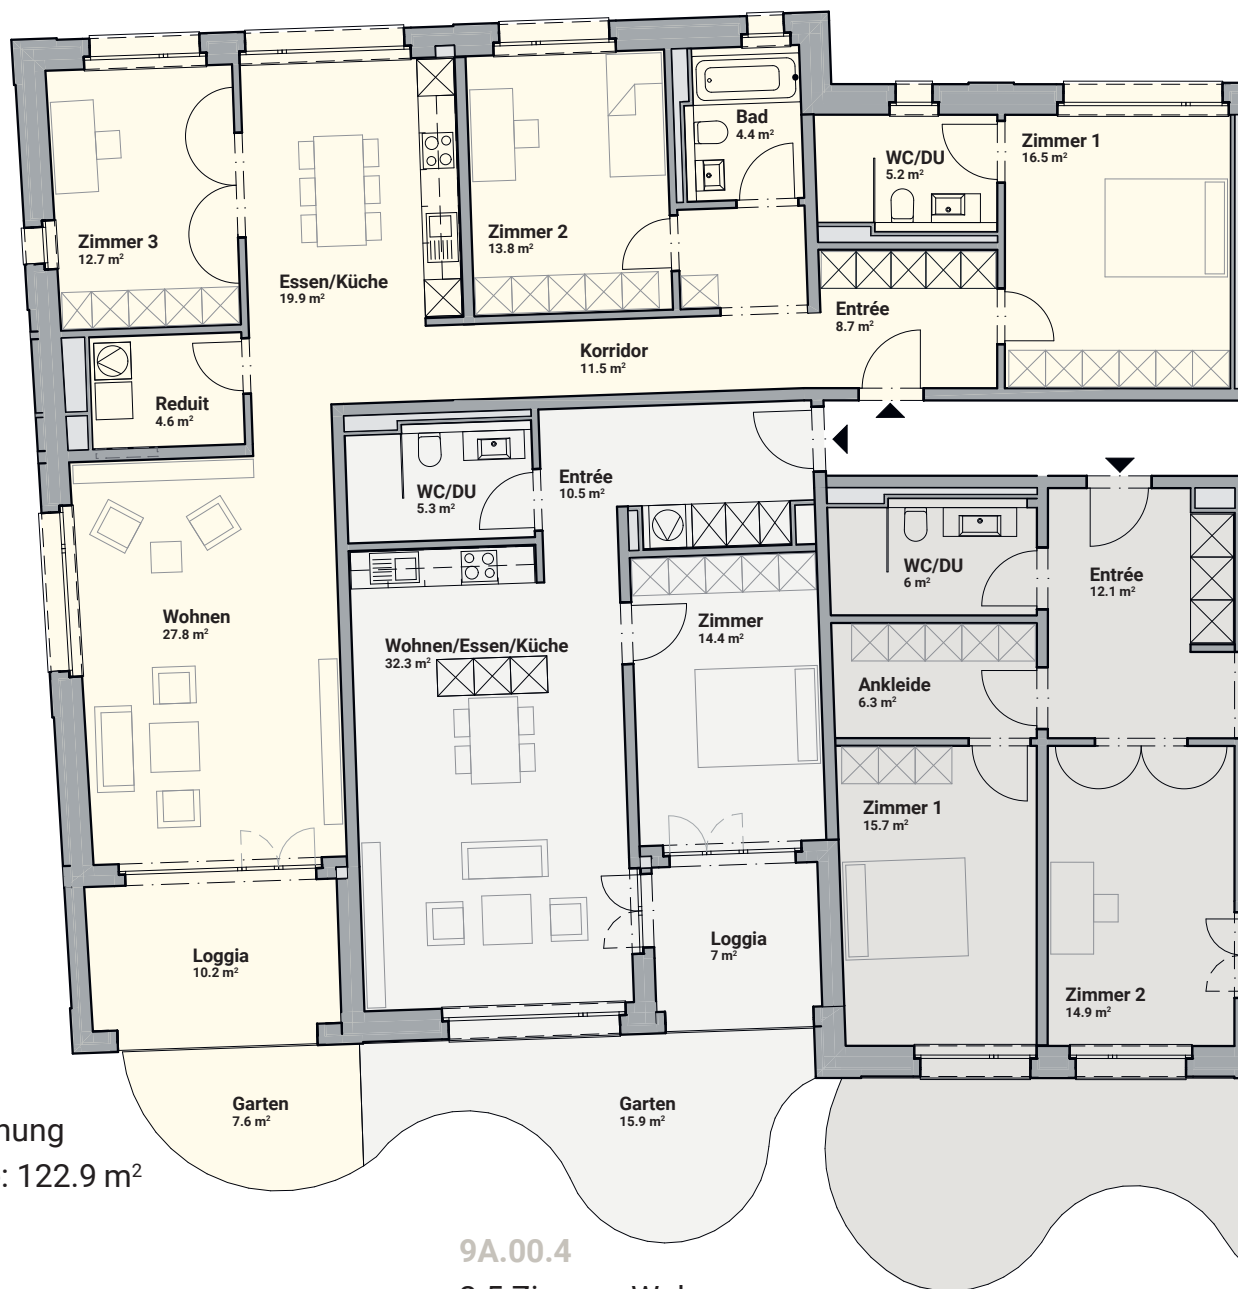 Bad
4.4 m²
Zimmer 1
16.5 m²
WC/DU
5.2 m²
Zimmer 3
12.7 m²
Zimmer 2
13.8 m²
Essen/Küche
19.9 m²
Entrée
8.7 m²
Korridor
11.5 m²
Reduit
4.6 m²
Entrée
10.5 m²
WC/DU
5.3 m²
WC/DU
6 m²
Entrée
12.1 m²
Wohnen
27.8 m²
Zimmer
14.4 m²
Wohnen/Essen/Küche
32.3 m²
Ankleide
6.3 m²
Zimmer 1
15.7 m²
Loggia
10.2 m²
Loggia
7 m²
Zimmer 2
14.9 m²
Garten
7.6 m²
Garten
15.9 m²
: 122.9 m²
9A.00.4